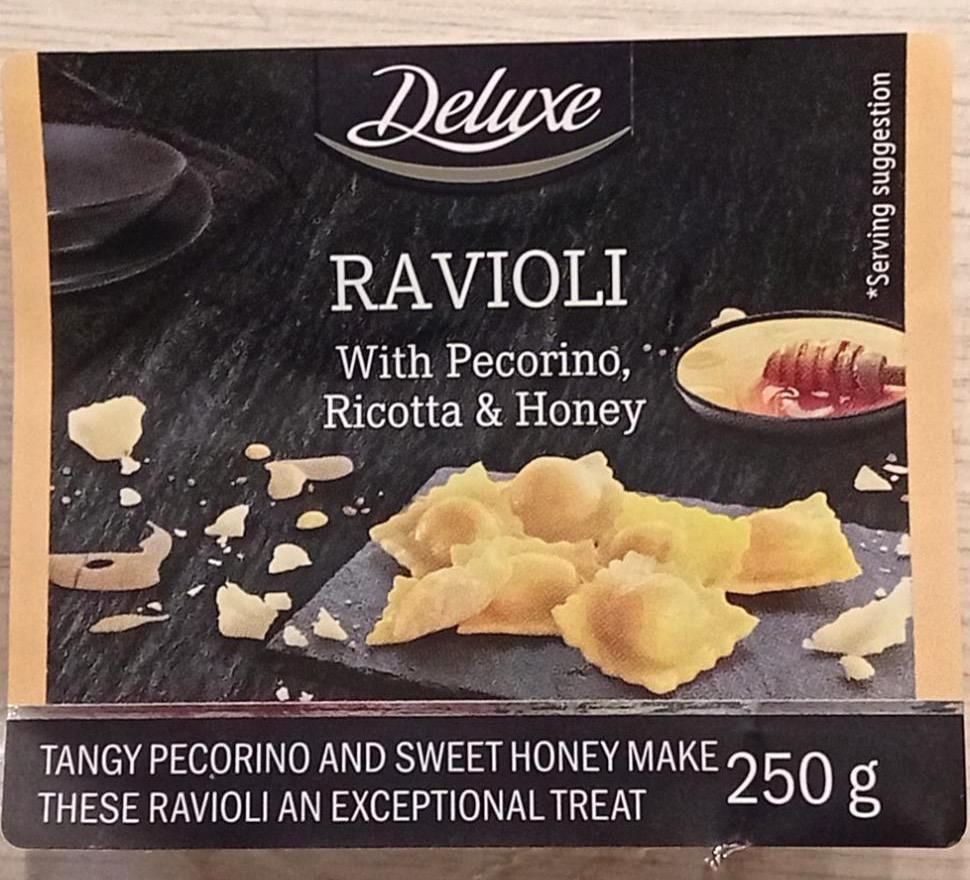 Deluxe
*Serving suggestion
RAVIOLI
With Pecorino,
Ricotta & Honey
TANGY PECORINO AND SWEET HONEY MAKE
THESE RAVIOLI AN EXCEPTIONAL TREAT
250 g